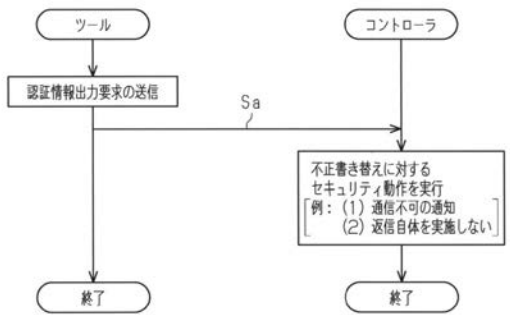 ツール
コントローラ
認証情報出力要求の送信
Sa
不正書き替えに対する
セキュリティ動作を実行
例：(1) 通信不可の通知
(2) 返信自体を実施しない
終了
終了